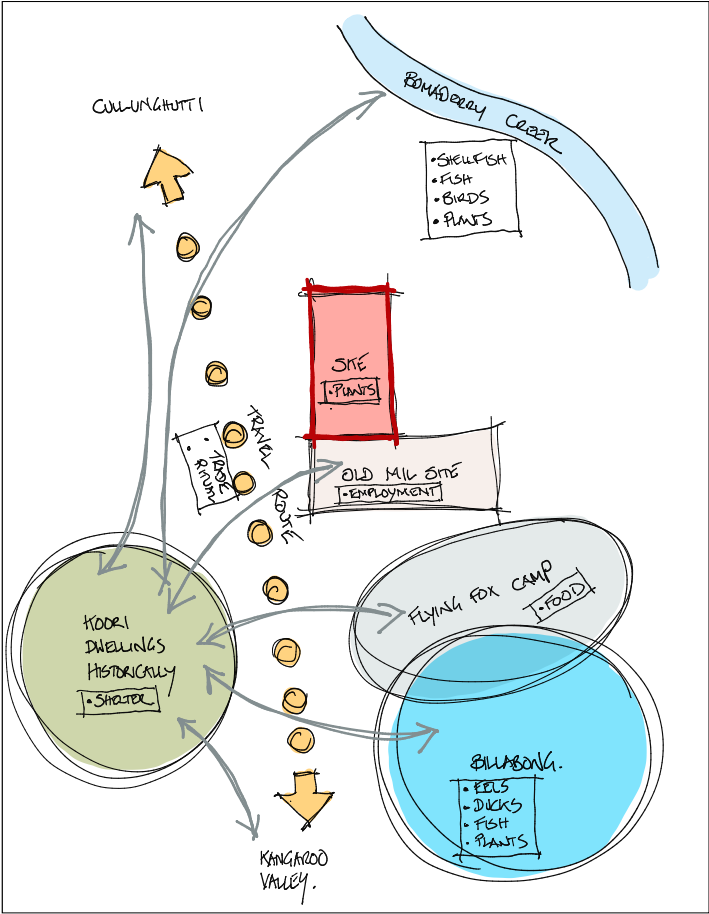 CULLUNGHUTTI
BOMADERRY CREEK
• SHELLFISH
• FISH
• BIRDS
• PLANTS
SITE
• PLANTS
TRAVEL ROUTE
• TRADE
• RITUAL
OLD MIL SITE
• EMPLOYMENT
FLYING FOX CAMP
• FOOD
KOORI
DWELLINGS
HISTORICALLY
• SHELTER
BILLABONG.
• EELS
• DUCKS
• FISH
• PLANTS
KANGAROO
VALLEY.